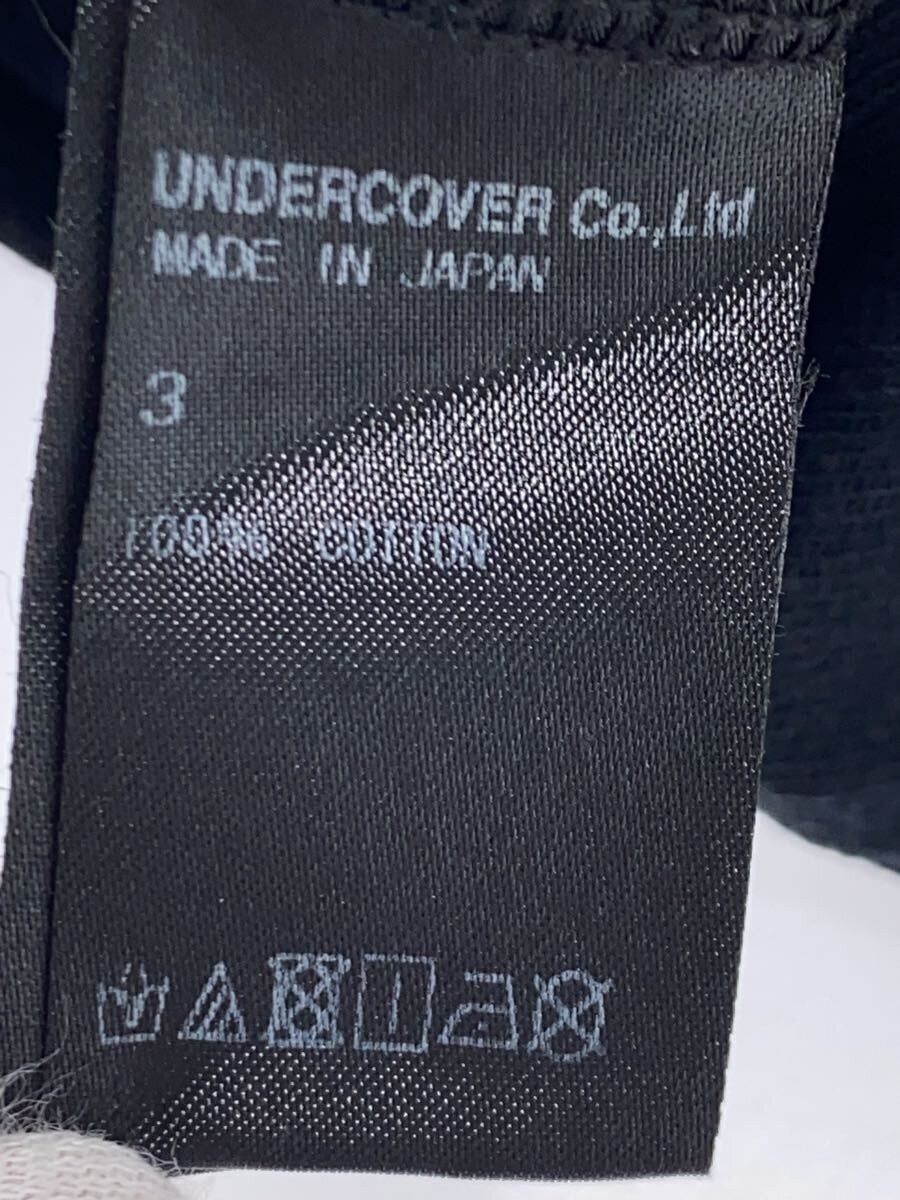 UNDERCOVER Co.,Ltd
MADE IN JAPAN
3
100% COTTON